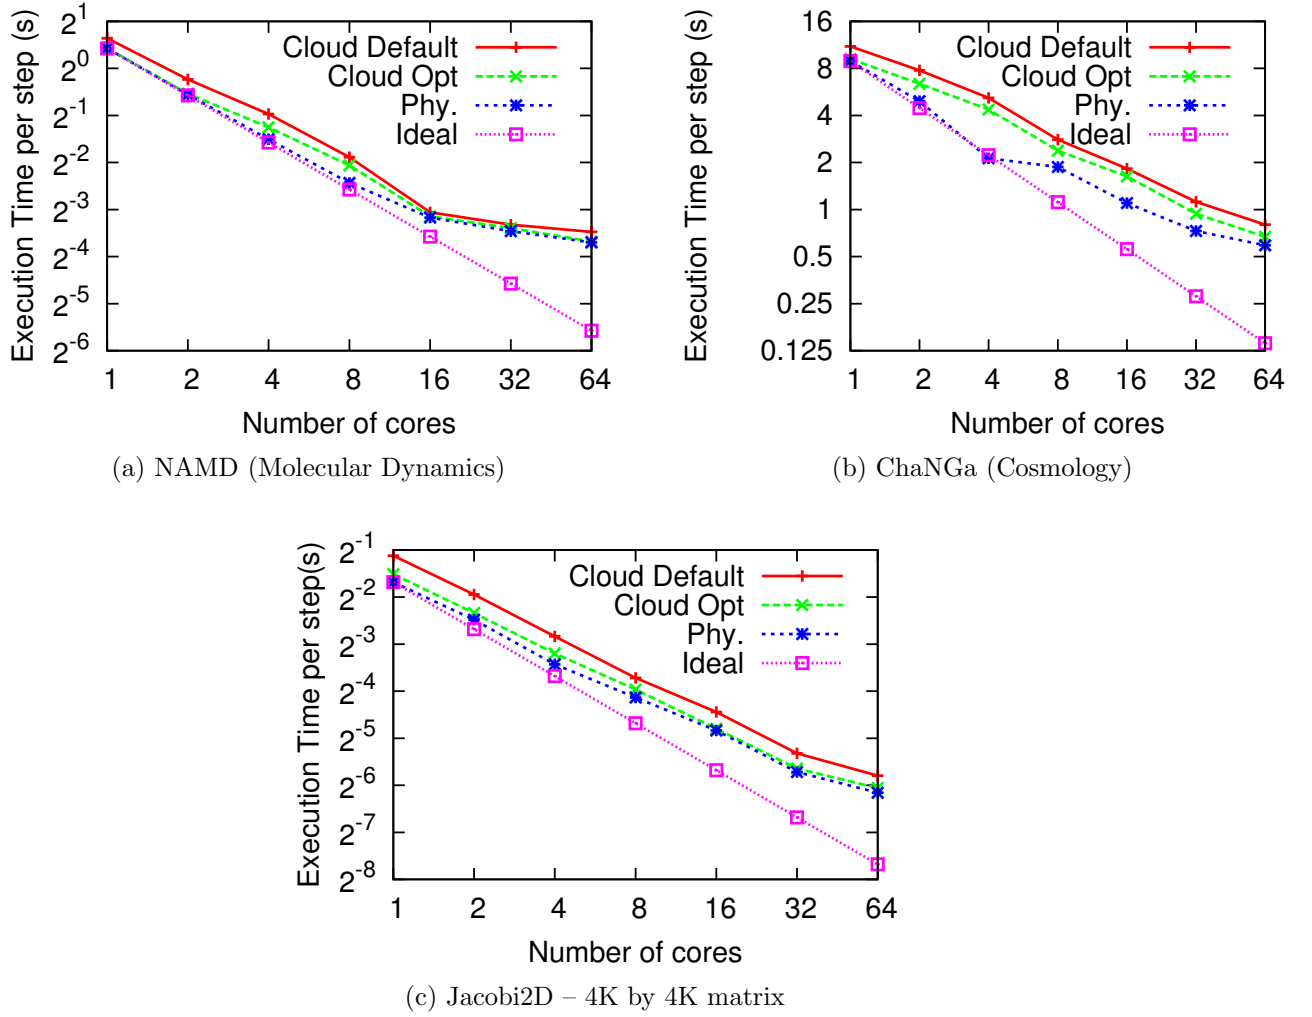 Execution Time per step (s)
2^1
2^0
2^-1
2^-2
2^-3
2^-4
2^-5
2^-6
Cloud Default
Cloud Opt
Phy.
Ideal
1 2 4 8 16 32 64
Number of cores
(a) NAMD (Molecular Dynamics)
Execution Time per step (s)
16
8
4
2
1
0.5
0.25
0.125
Cloud Default
Cloud Opt
Phy.
Ideal
1 2 4 8 16 32 64
Number of cores
(b) ChaNGa (Cosmology)
Execution Time per step(s)
2^-1
2^-2
2^-3
2^-4
2^-5
2^-6
2^-7
2^-8
Cloud Default
Cloud Opt
Phy.
Ideal
1 2 4 8 16 32 64
Number of cores
(c) Jacobi2D – 4K by 4K matrix